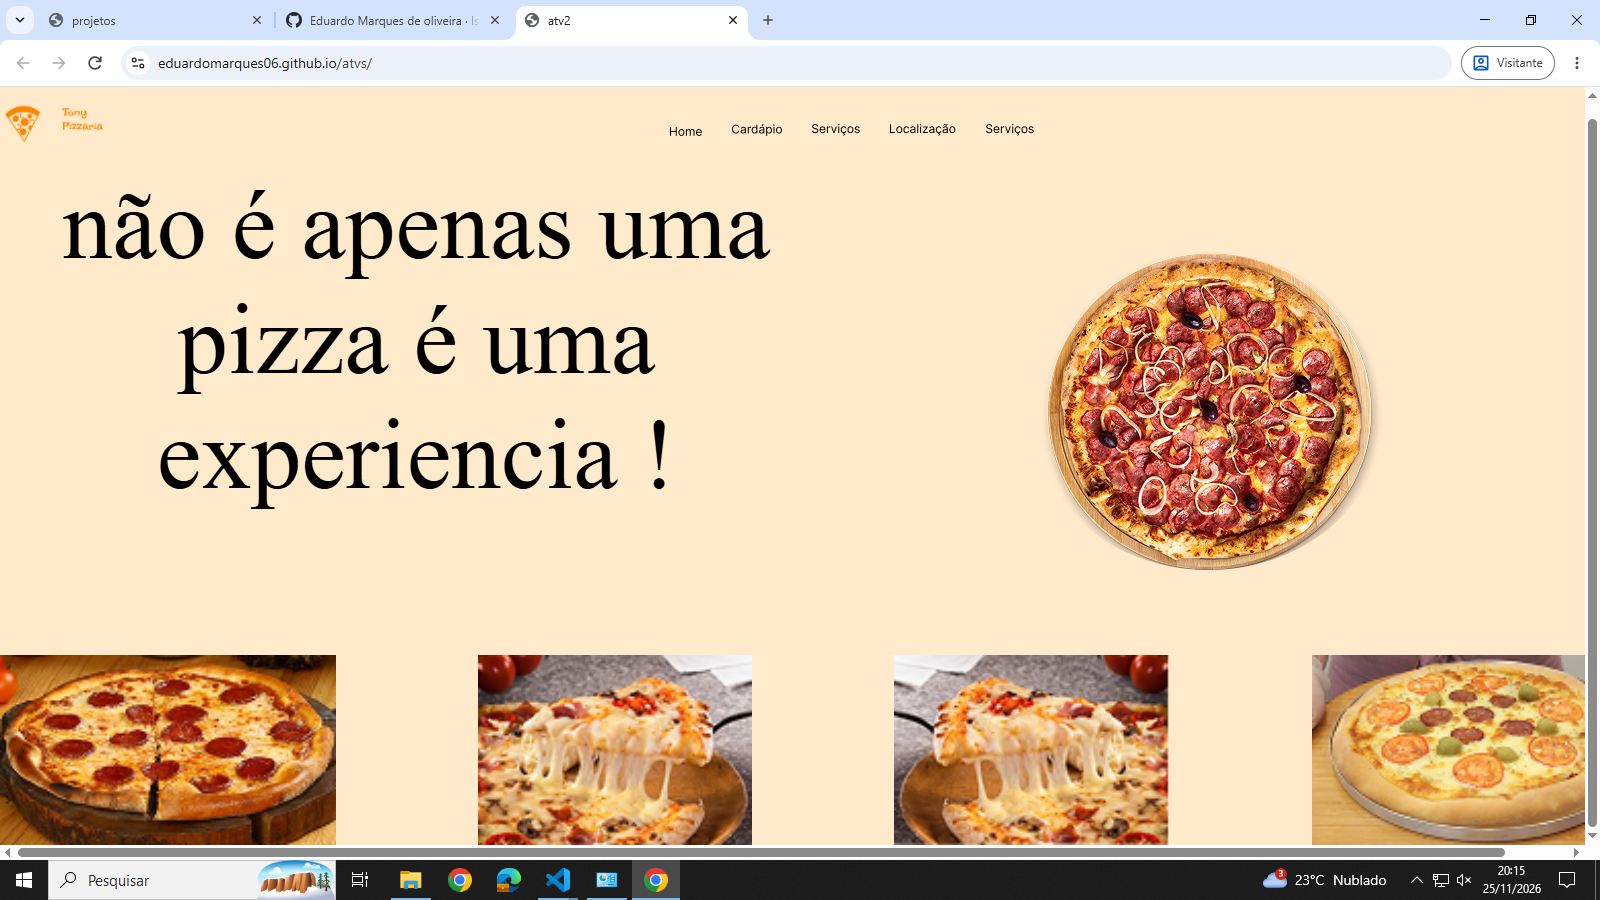 projetos
Eduardo Marques de oliveira · Is
atv2
eduardomarques06.github.io/atvs/
Visitante
Tony
Pizzaria
Home
Cardápio
Serviços
Localização
Serviços
não é apenas uma
pizza é uma
experiencia !
Pesquisar
3
23°C Nublado
20:15
25/11/2026